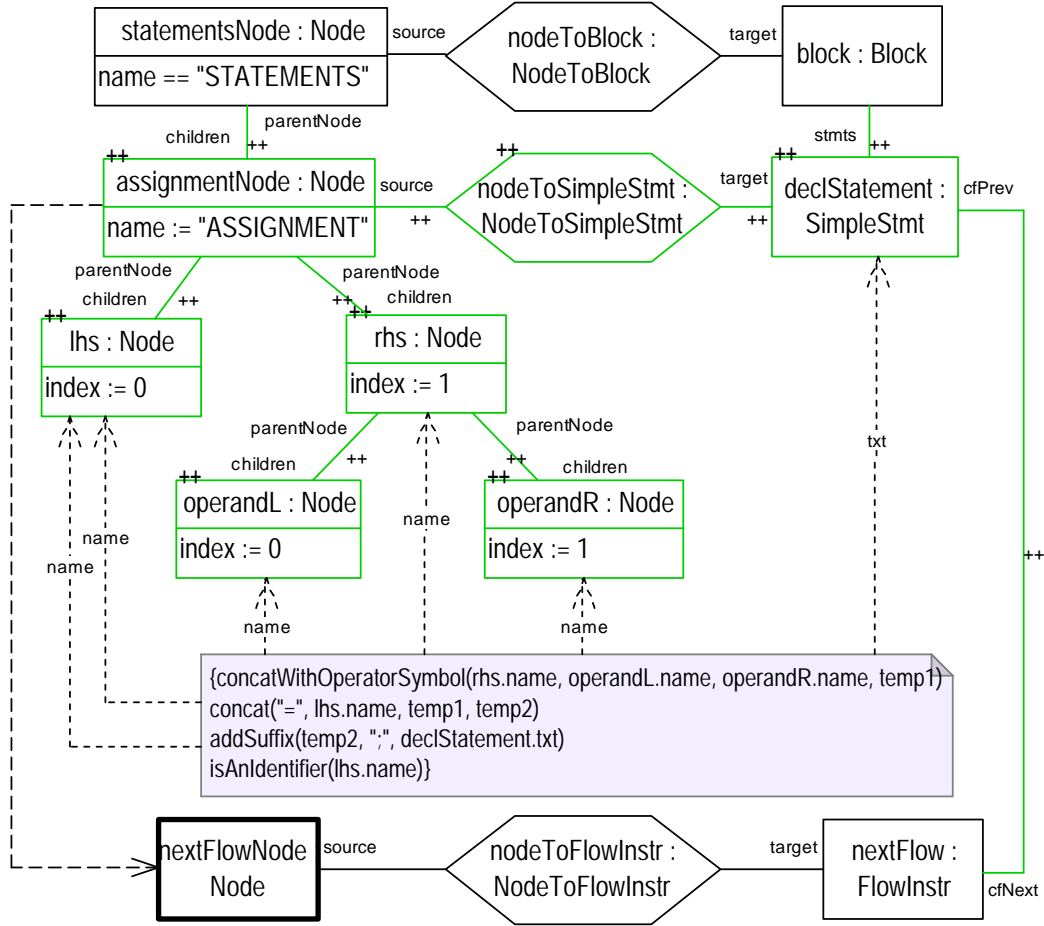 statementsNode : Node
name == "STATEMENTS"
source
nodeToBlock :
NodeToBlock
target
block : Block
children
parentNode
++
stmts
++
++
assignmentNode : Node
name := "ASSIGNMENT"
source
++
++
nodeToSimpleStmt :
NodeToSimpleStmt
target
++
++
declStatement :
SimpleStmt
cfPrev
parentNode
children
++
parentNode
children
++
++
lhs : Node
index := 0
++
rhs : Node
index := 1
parentNode
children
++
parentNode
children
++
++
operandL : Node
index := 0
++
operandR : Node
index := 1
txt
++
name
name
name
name
name
{concatWithOperatorSymbol(rhs.name, operandL.name, operandR.name, temp1)
concat("=", lhs.name, temp1, temp2)
addSuffix(temp2, ";", declStatement.txt)
isAnIdentifier(lhs.name)}
nextFlowNode
Node
source
nodeToFlowInstr :
NodeToFlowInstr
target
nextFlow :
FlowInstr
cfNext